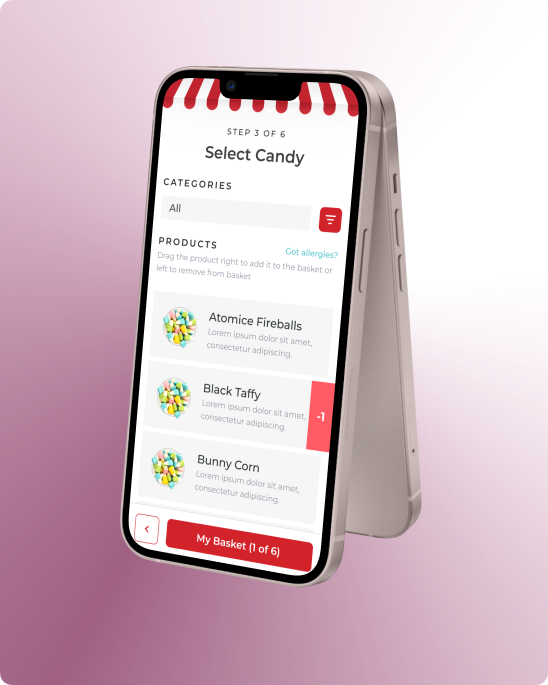 STEP 3 OF 6
Select Candy
CATEGORIES
All
PRODUCTS
Got allergies?
Drag the product right to add it to the basket or
left to remove from basket
Atomice Fireballs
Lorem ipsum dolor sit amet,
consectetur adipiscing.
Black Taffy
Lorem ipsum dolor sit amet,
consectetur adipiscing.
-1
Bunny Corn
Lorem ipsum dolor sit amet,
consectetur adipiscing.
My Basket (1 of 6)